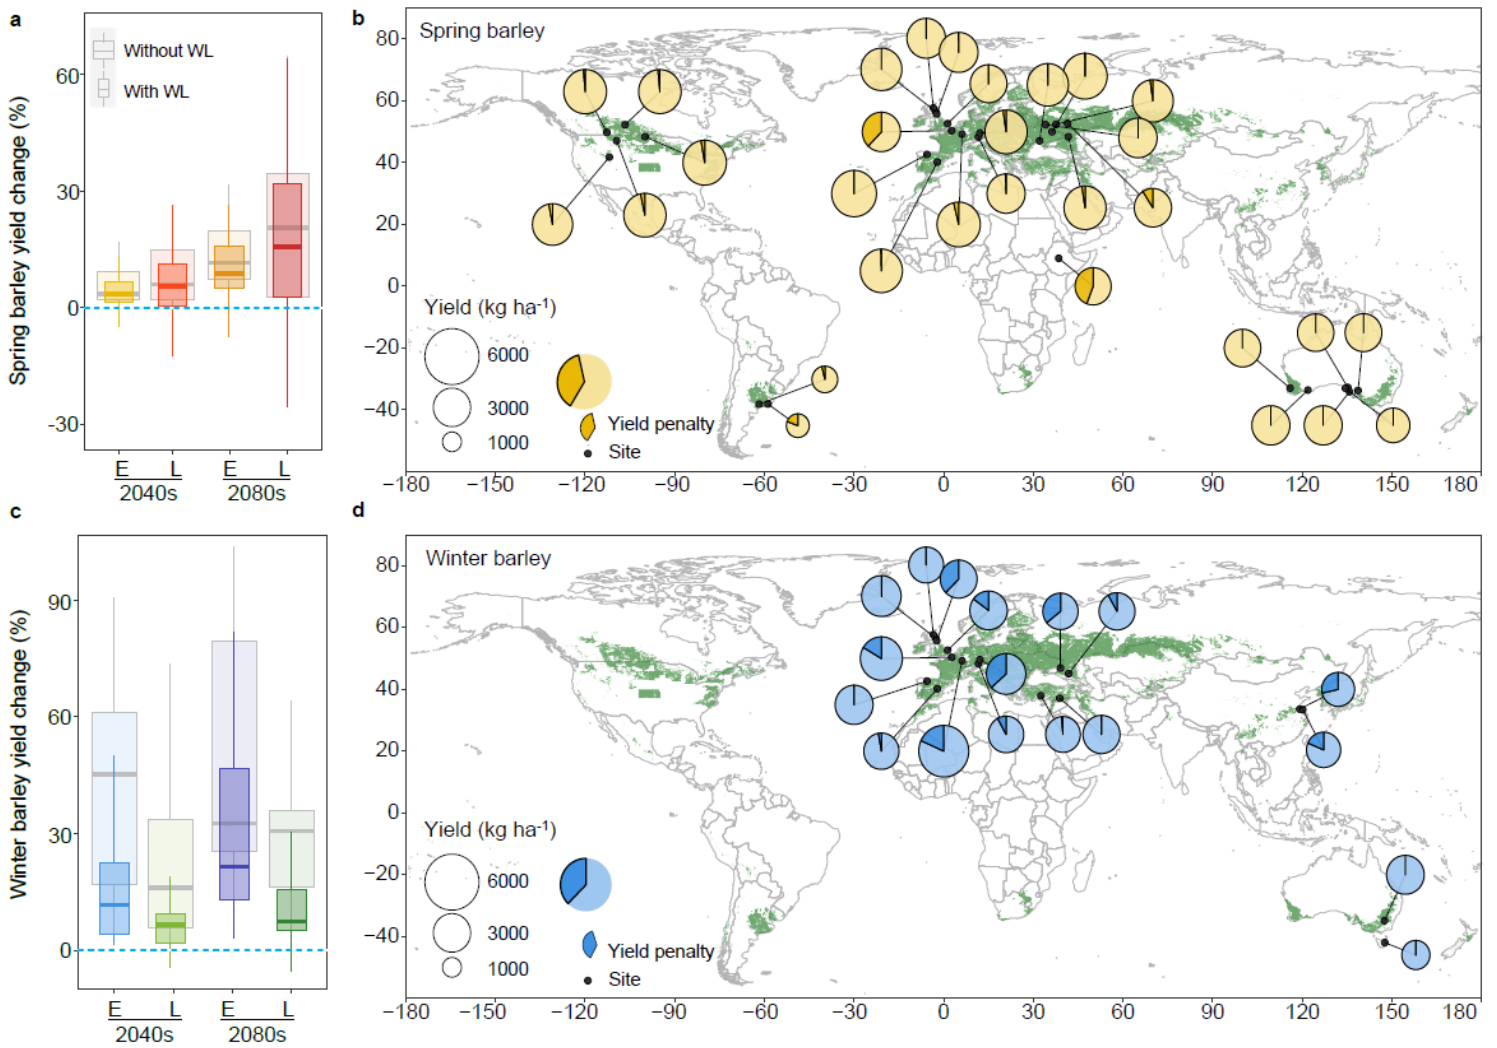 a
Without WL
With WL
Spring barley yield change (%)
60
30
0
-30
E L E L
2040s 2080s
b
Spring barley
80
60
40
20
0
−20
−40
Yield (kg ha-1)
6000
3000
1000
Yield penalty
Site
−180 −150 −120 −90 −60 −30 0 30 60 90 120 150 180
c
Winter barley yield change (%)
90
60
30
0
E L E L
2040s 2080s
d
Winter barley
80
60
40
20
0
−20
−40
Yield (kg ha-1)
6000
3000
1000
Yield penalty
Site
−180 −150 −120 −90 −60 −30 0 30 60 90 120 150 180